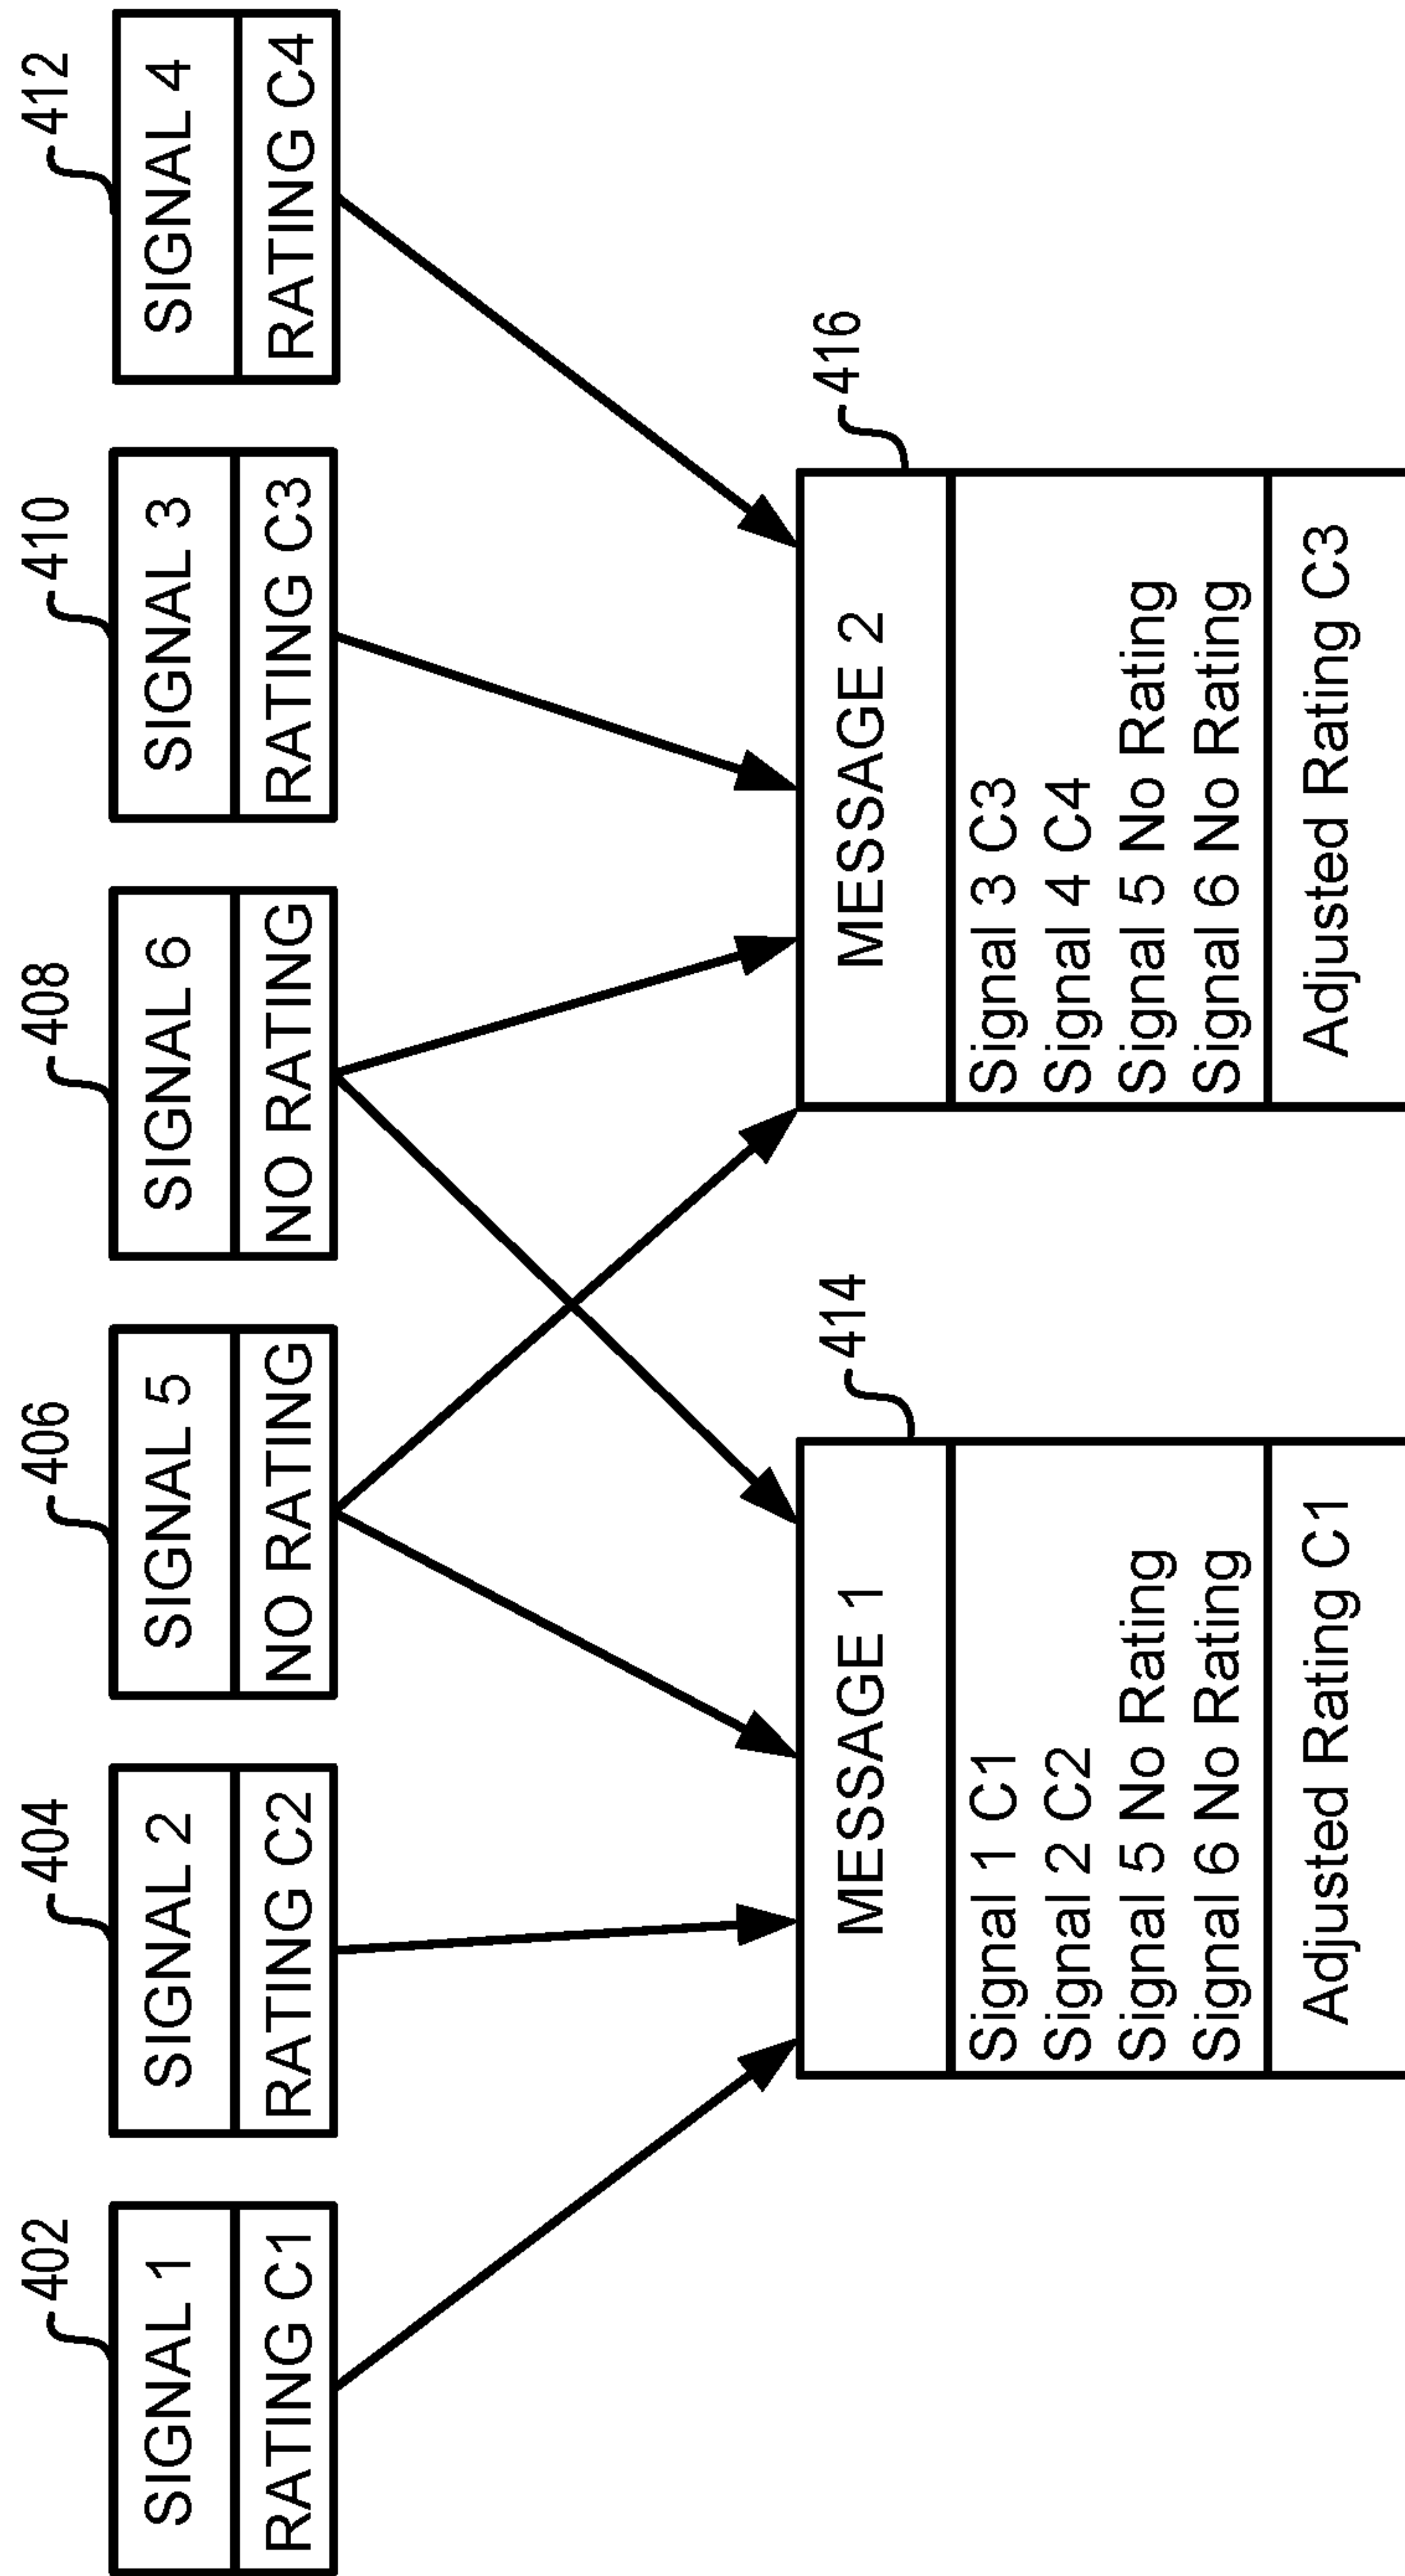 402
404
406
408
410
412
SIGNAL 1
SIGNAL 2
SIGNAL 5
SIGNAL 6
SIGNAL 3
SIGNAL 4
RATING C1
RATING C2
NO RATING
NO RATING
RATING C3
RATING C4
414
416
MESSAGE 1
Signal 1 C1
Signal 2 C2
Signal 5 No Rating
Signal 6 No Rating
Adjusted Rating C1
MESSAGE 2
Signal 3 C3
Signal 4 C4
Signal 5 No Rating
Signal 6 No Rating
Adjusted Rating C3